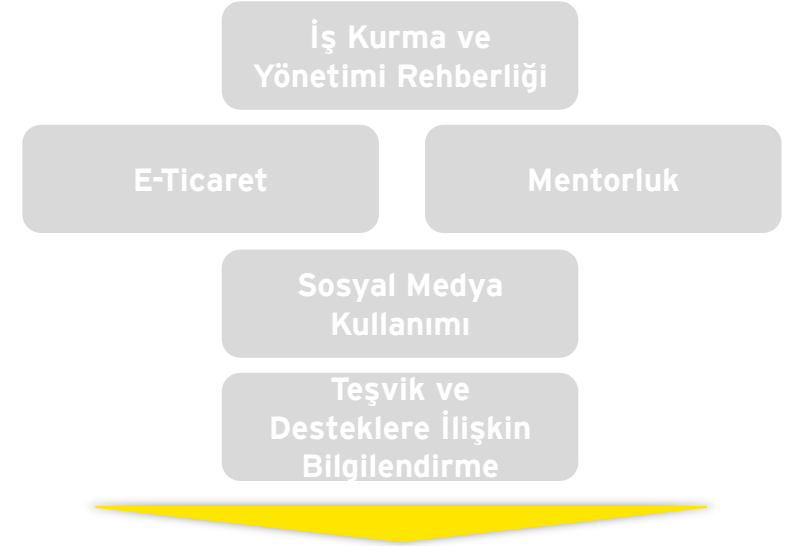 İş Kurma ve
Yönetimi Rehberliği
E-Ticaret
Mentorluk
Sosyal Medya
Kullanımı
Teşvik ve
Desteklere İlişkin
Bilgilendirme